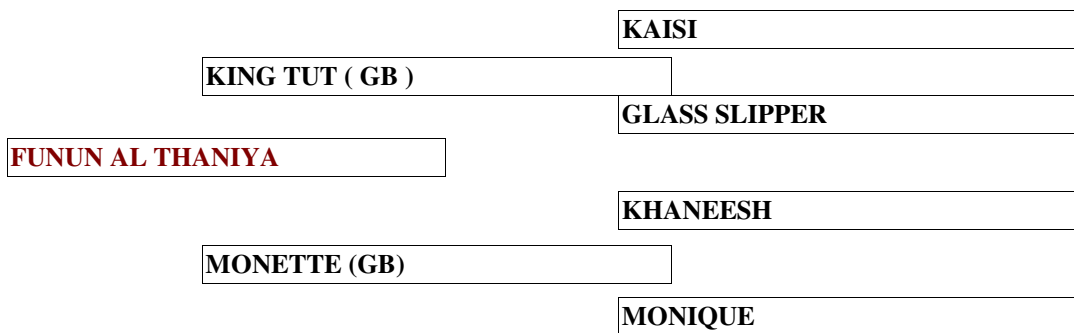 KAISI
KING TUT ( GB )
GLASS SLIPPER
FUNUN AL THANIYA
KHANEESH
MONETTE (GB)
MONIQUE